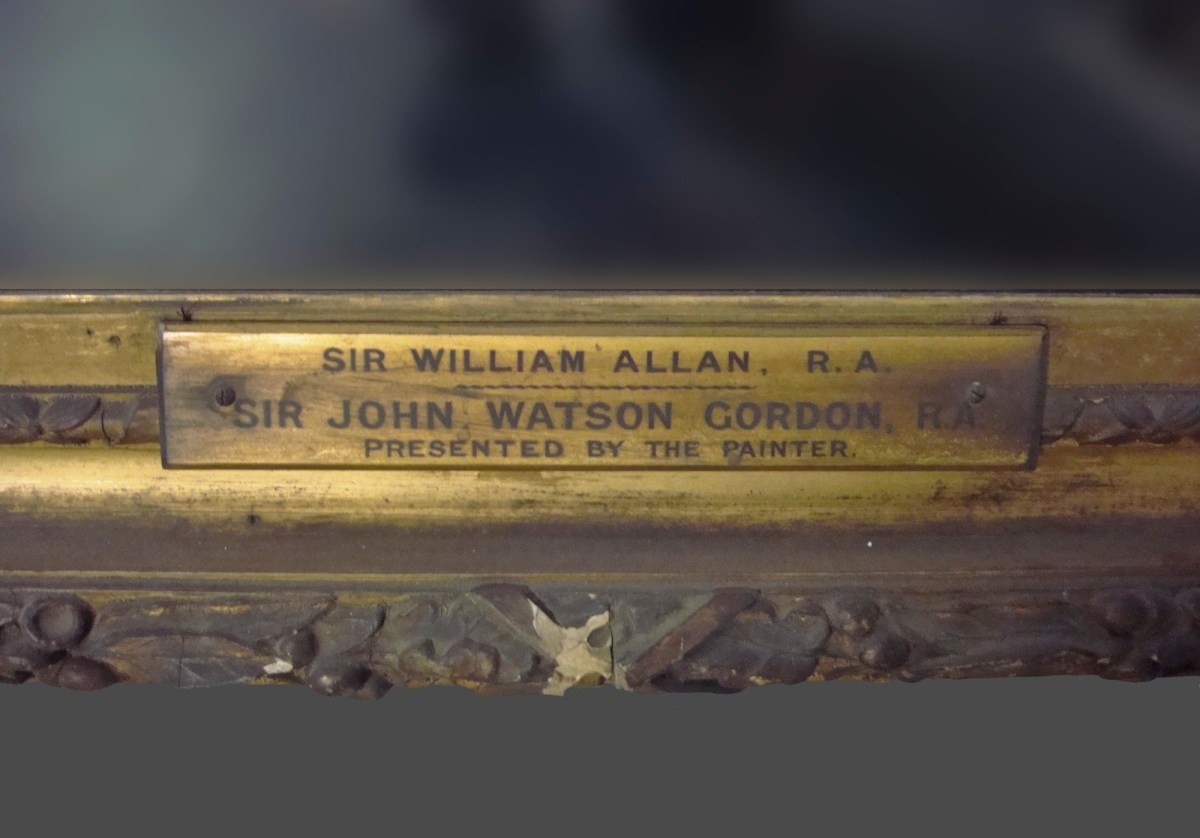 SIR WILLIAM ALLAN, R.A.
SIR JOHN WATSON GORDON, R.A
PRESENTED BY THE PAINTER.